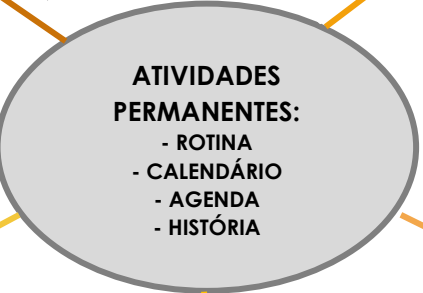 ATIVIDADES
PERMANENTES:
- ROTINA
- CALENDÁRIO
- AGENDA
- HISTÓRIA